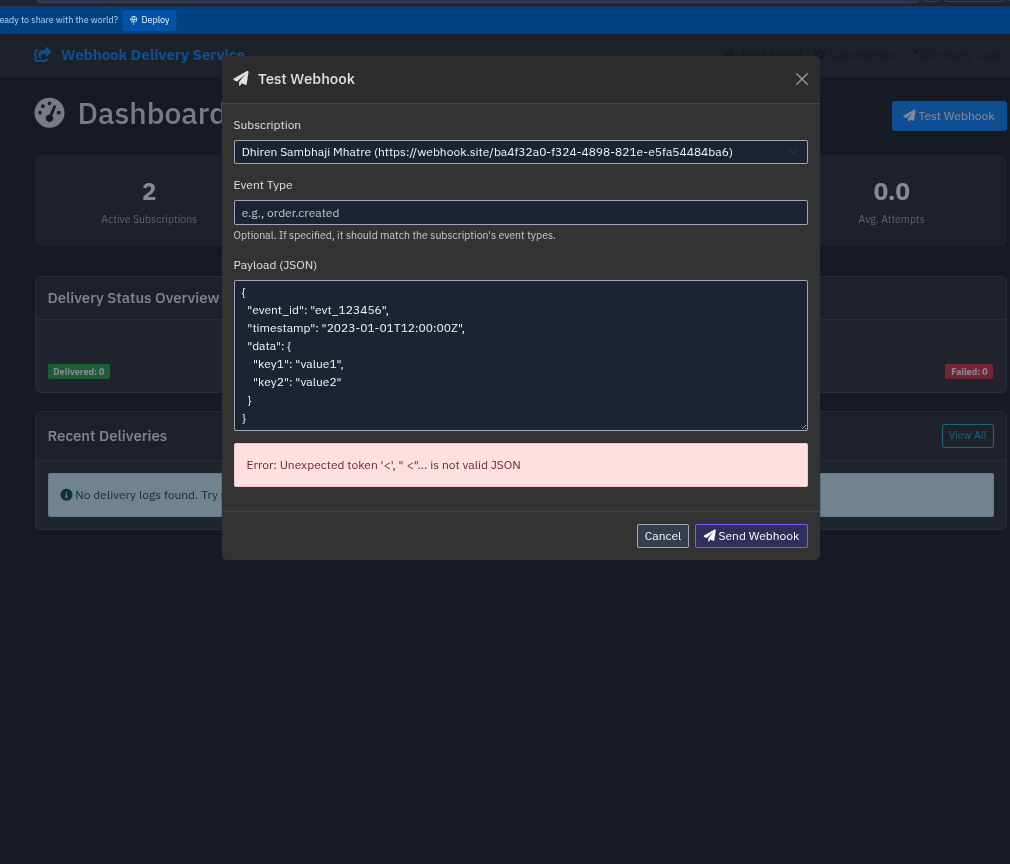 eady to share with the world? Deploy
Webhook Delivery Service
Dashboard
Test Webhook
Dashboard
Test Webhook
Subscription
Dhiren Sambhaji Mhatre (https://webhook.site/ba4f32a0-f324-4898-821e-e5fa54484ba6)
Event Type
e.g., order.created
Optional. If specified, it should match the subscription's event types.
Payload (JSON)
{
"event_id": "evt_123456",
"timestamp": "2023-01-01T12:00:00Z",
"data": {
"key1": "value1",
"key2": "value2"
}
}
Error: Unexpected token '<', " <"... is not valid JSON
Cancel
Send Webhook
2
Active Subscriptions
0.0
Avg. Attempts
Delivery Status Overview
Delivered: 0
Failed: 0
Recent Deliveries
View All
No delivery logs found. Try